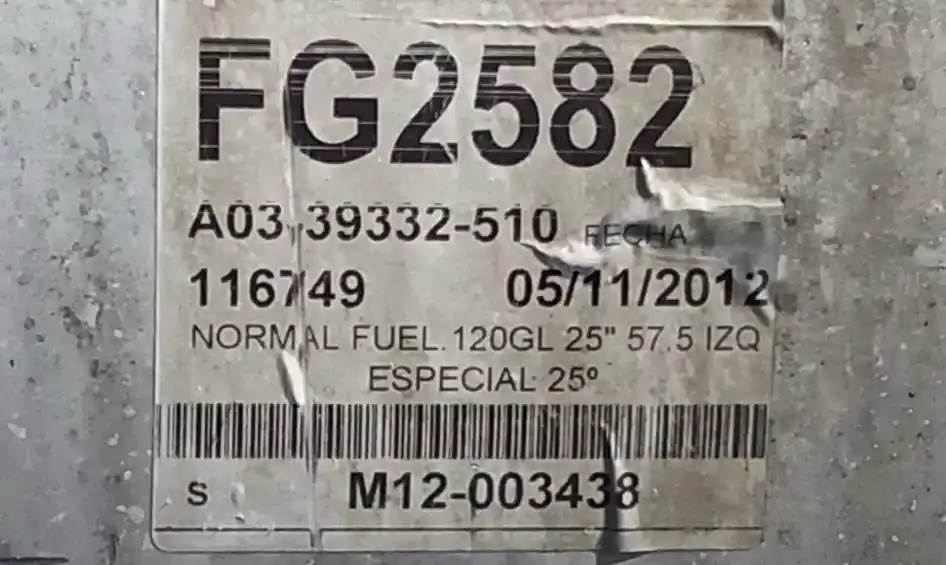 FG2582
A03-39332-510 FECHA
116749 05/11/2012
NORMAL FUEL.120GL 25" 57.5 IZQ
ESPECIAL 25º
S M12-003438